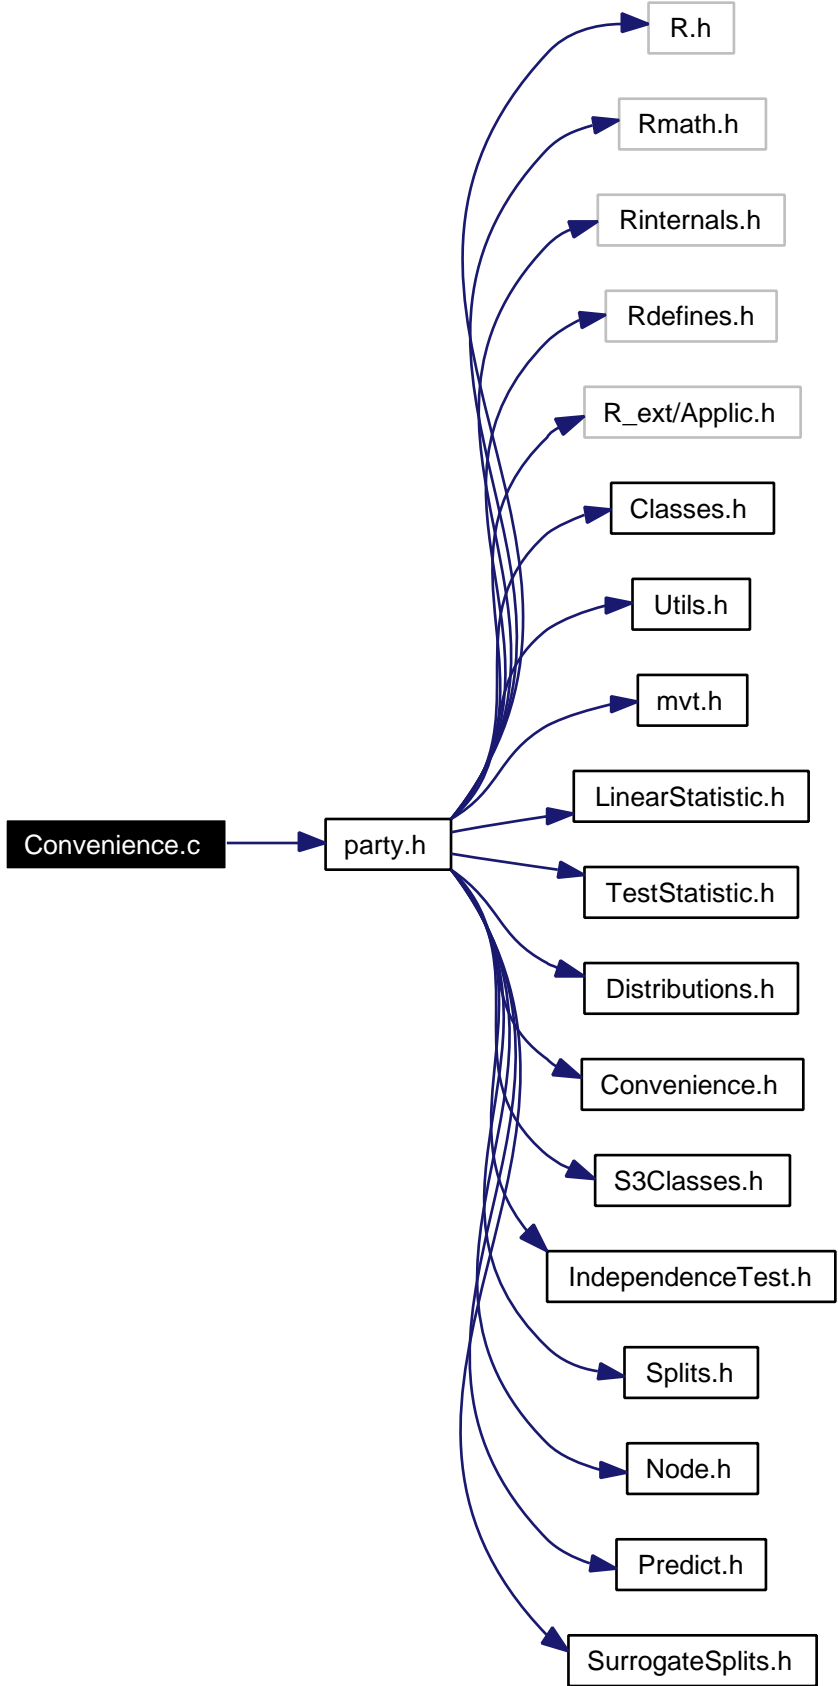 R.h
Rmath.h
Rinternals.h
Rdefines.h
R_ext/Applic.h
Classes.h
Utils.h
mvt.h
LinearStatistic.h
Convenience.c
party.h
TestStatistic.h
Distributions.h
Convenience.h
S3Classes.h
IndependenceTest.h
Splits.h
Node.h
Predict.h
SurrogateSplits.h